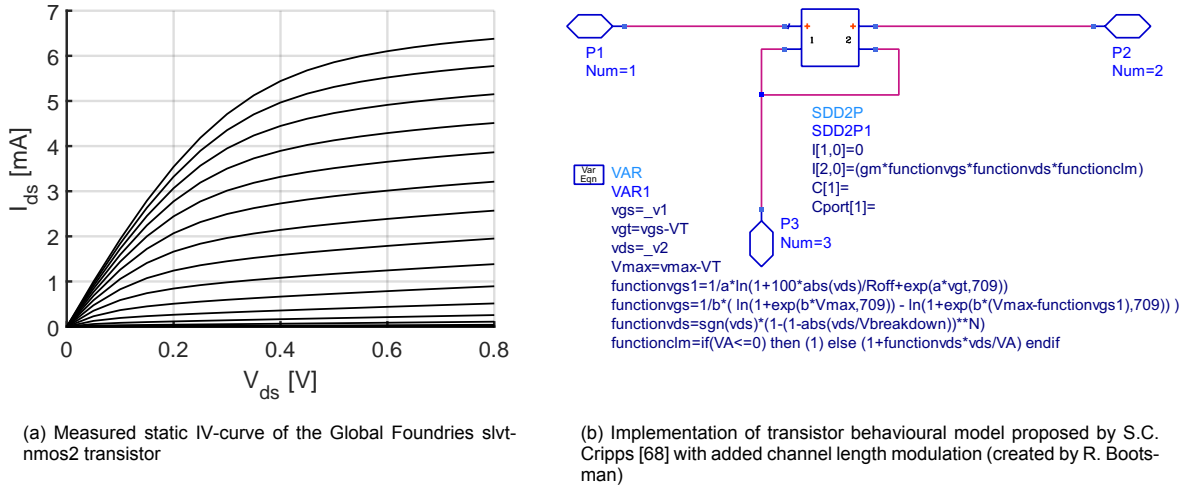 7
6
5
4
3
2
1
0
I_ds [mA]
0 0.2 0.4 0.6 0.8
V_ds [V]
(a) Measured static IV-curve of the Global Foundries slvt-
nmos2 transistor
P1
Num=1
+ +
1 2
P2
Num=2
SDD2P
SDD2P1
I[1,0]=0
I[2,0]=(gm*functionvgs*functionvds*functionclm)
C[1]=
Cport[1]=
P3
Num=3
Var
Eqn
VAR
VAR1
vgs=_v1
vgt=vgs-VT
vds=_v2
Vmax=vmax-VT
functionvgs1=1/a*ln(1+100*abs(vds)/Roff+exp(a*vgt,709))
functionvgs=1/b*( ln(1+exp(b*Vmax,709)) - ln(1+exp(b*(Vmax-functionvgs1),709)) )
functionvds=sgn(vds)*(1-(1-abs(vds/Vbreakdown))**N)
functionclm=if(VA<=0) then (1) else (1+functionvds*vds/VA) endif
(b) Implementation of transistor behavioural model proposed by S.C.
Cripps [68] with added channel length modulation (created by R. Boots-
man)